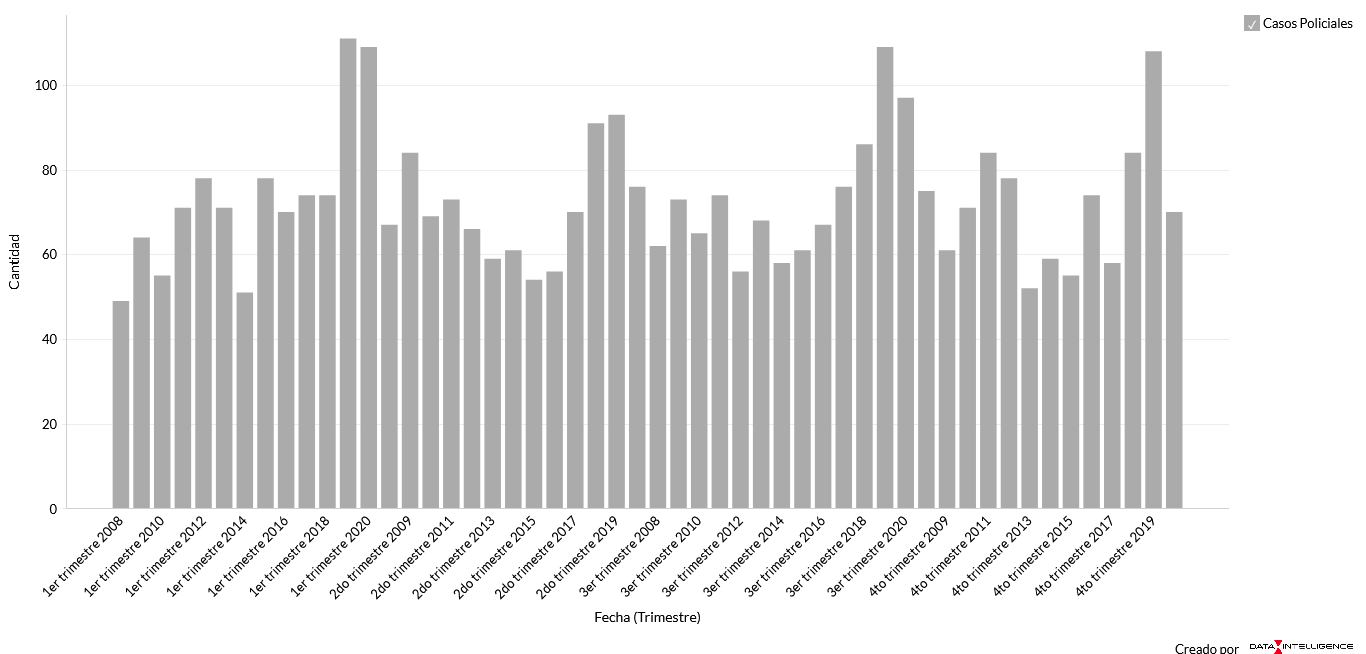 Casos Policiales
100
80
60
40
20
0
Cantidad
1er trimestre 2008
1er trimestre 2010
1er trimestre 2012
1er trimestre 2014
1er trimestre 2016
1er trimestre 2018
1er trimestre 2020
2do trimestre 2009
2do trimestre 2011
2do trimestre 2013
2do trimestre 2015
2do trimestre 2017
2do trimestre 2019
3er trimestre 2008
3er trimestre 2010
3er trimestre 2012
3er trimestre 2014
3er trimestre 2016
3er trimestre 2018
3er trimestre 2020
4to trimestre 2009
4to trimestre 2011
4to trimestre 2013
4to trimestre 2015
4to trimestre 2017
4to trimestre 2019
Fecha (Trimestre)
Creado por DATA INTELLIGENCE